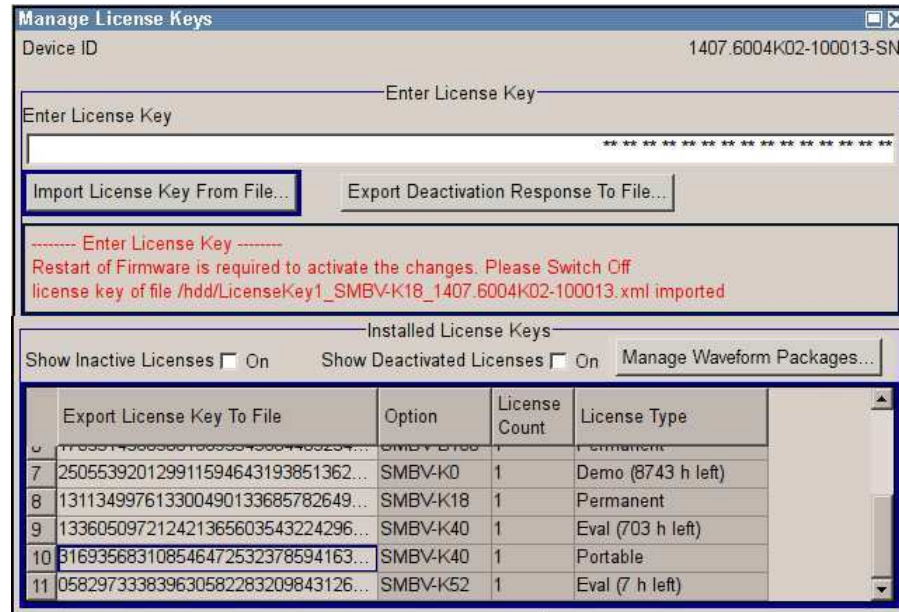 Manage License Keys
Device ID 1407.6004K02-100013-SN
Enter License Key
Enter License Key
** ** ** ** ** ** ** ** ** ** ** ** ** ** **
Import License Key From File... Export Deactivation Response To File...
-------- Enter License Key --------
Restart of Firmware is required to activate the changes. Please Switch Off
license key of file /hdd/LicenseKey1_SMBV-K18_1407.6004K02-100013.xml imported
Installed License Keys
Show Inactive Licenses On Show Deactivated Licenses On Manage Waveform Packages...
Export License Key To File Option License Count License Type
7 250553920129911594643193851362... SMBV-K0 1 Demo (8743 h left)
8 131134997613300490133685782649... SMBV-K18 1 Permanent
9 133605097212421365603543224296... SMBV-K40 1 Eval (703 h left)
10 316935683108546472532378594163... SMBV-K40 1 Portable
11 058297333839630582283209843126... SMBV-K52 1 Eval (7 h left)